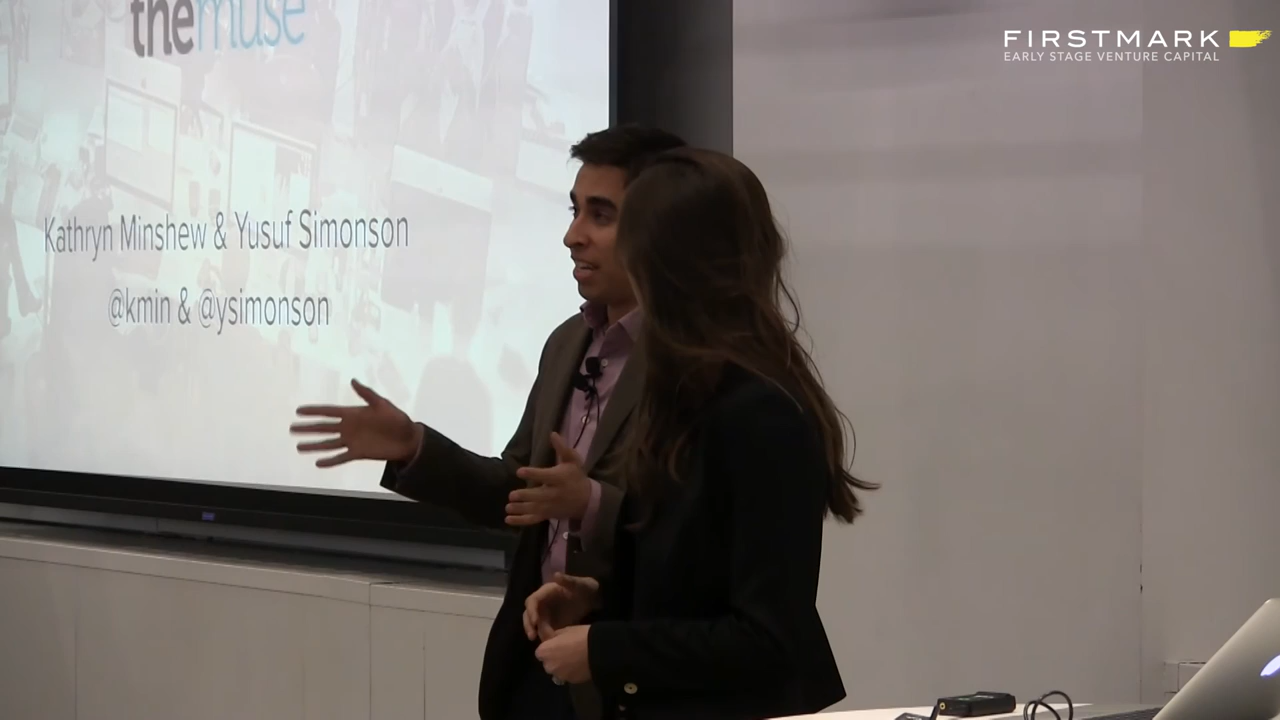 themuse
FIRSTMARK
EARLY STAGE VENTURE CAPITAL
Kathryn Minshew & Yusuf Simonson
@kmin & @ysimonson